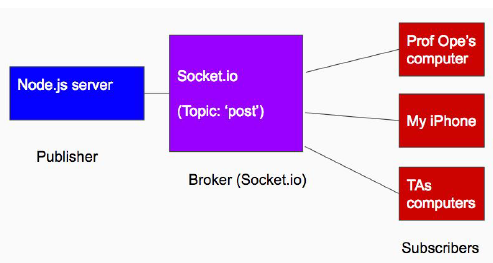 Node.js server
Publisher
Socket.io
(Topic: ‘post’)
Broker (Socket.io)
Prof Ope's
computer
My iPhone
TAs
computers
Subscribers